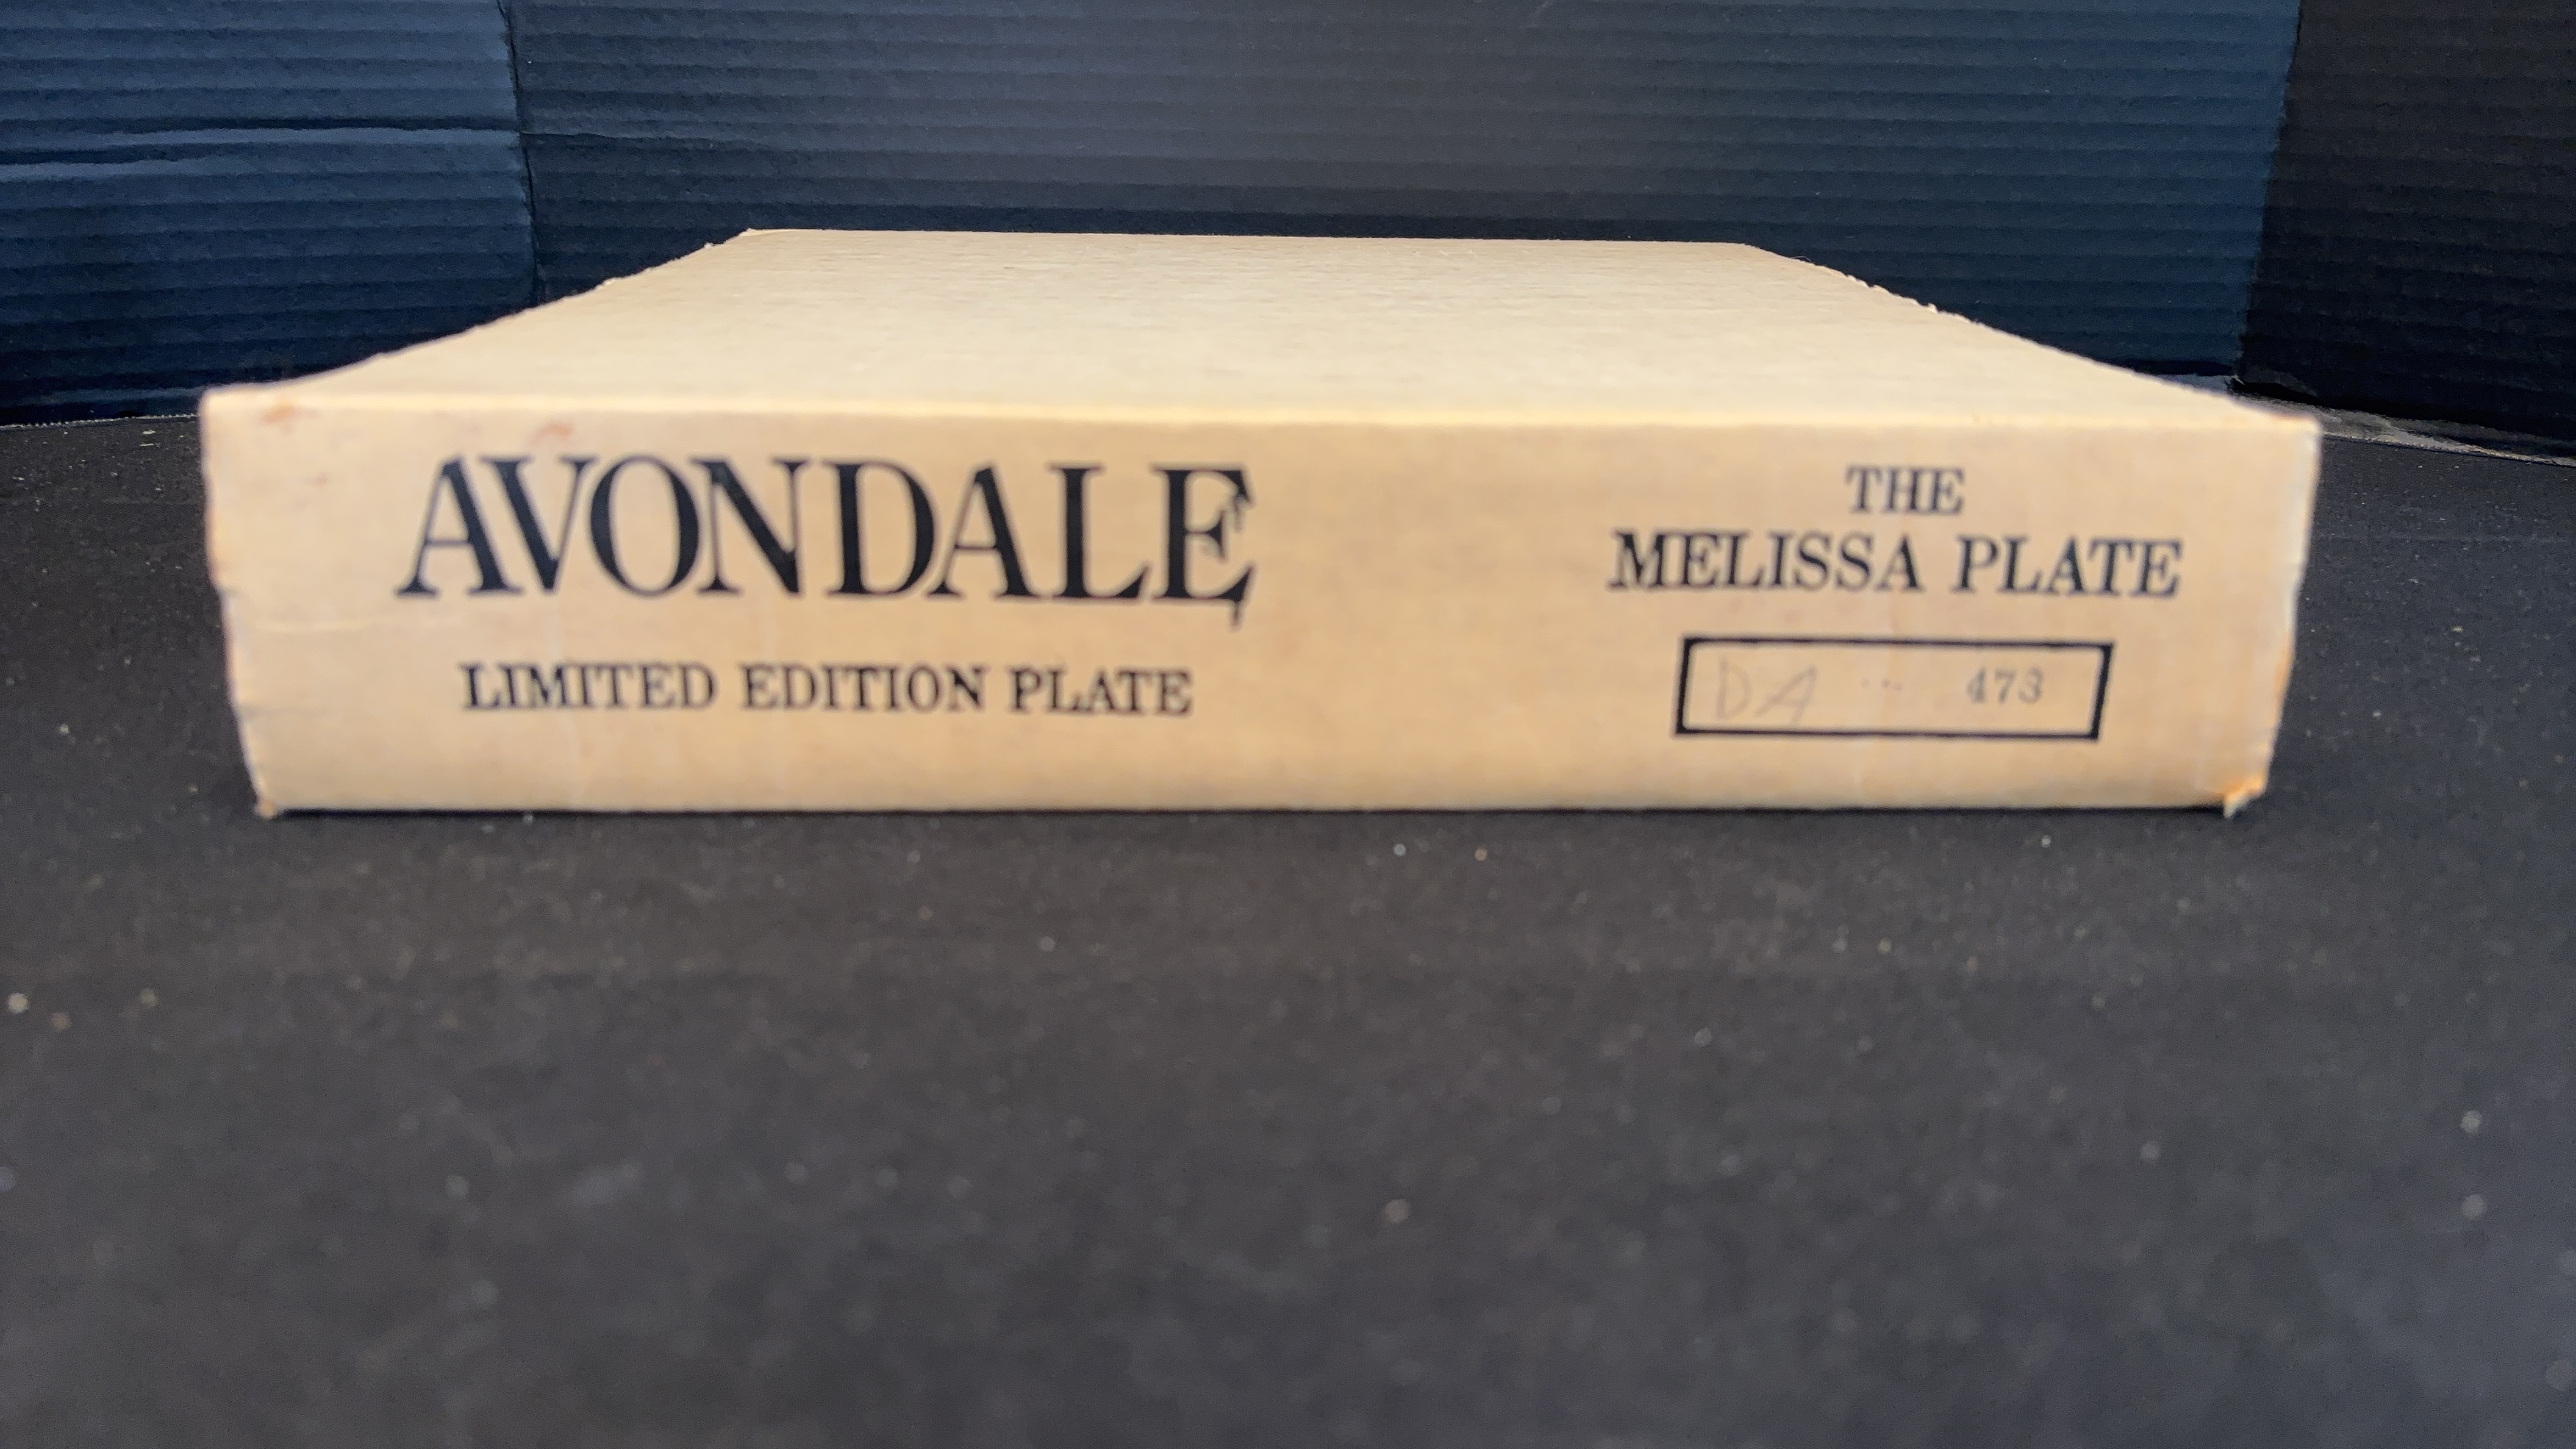 AVONDALE
LIMITED EDITION PLATE
THE
MELISSA PLATE
DA 473